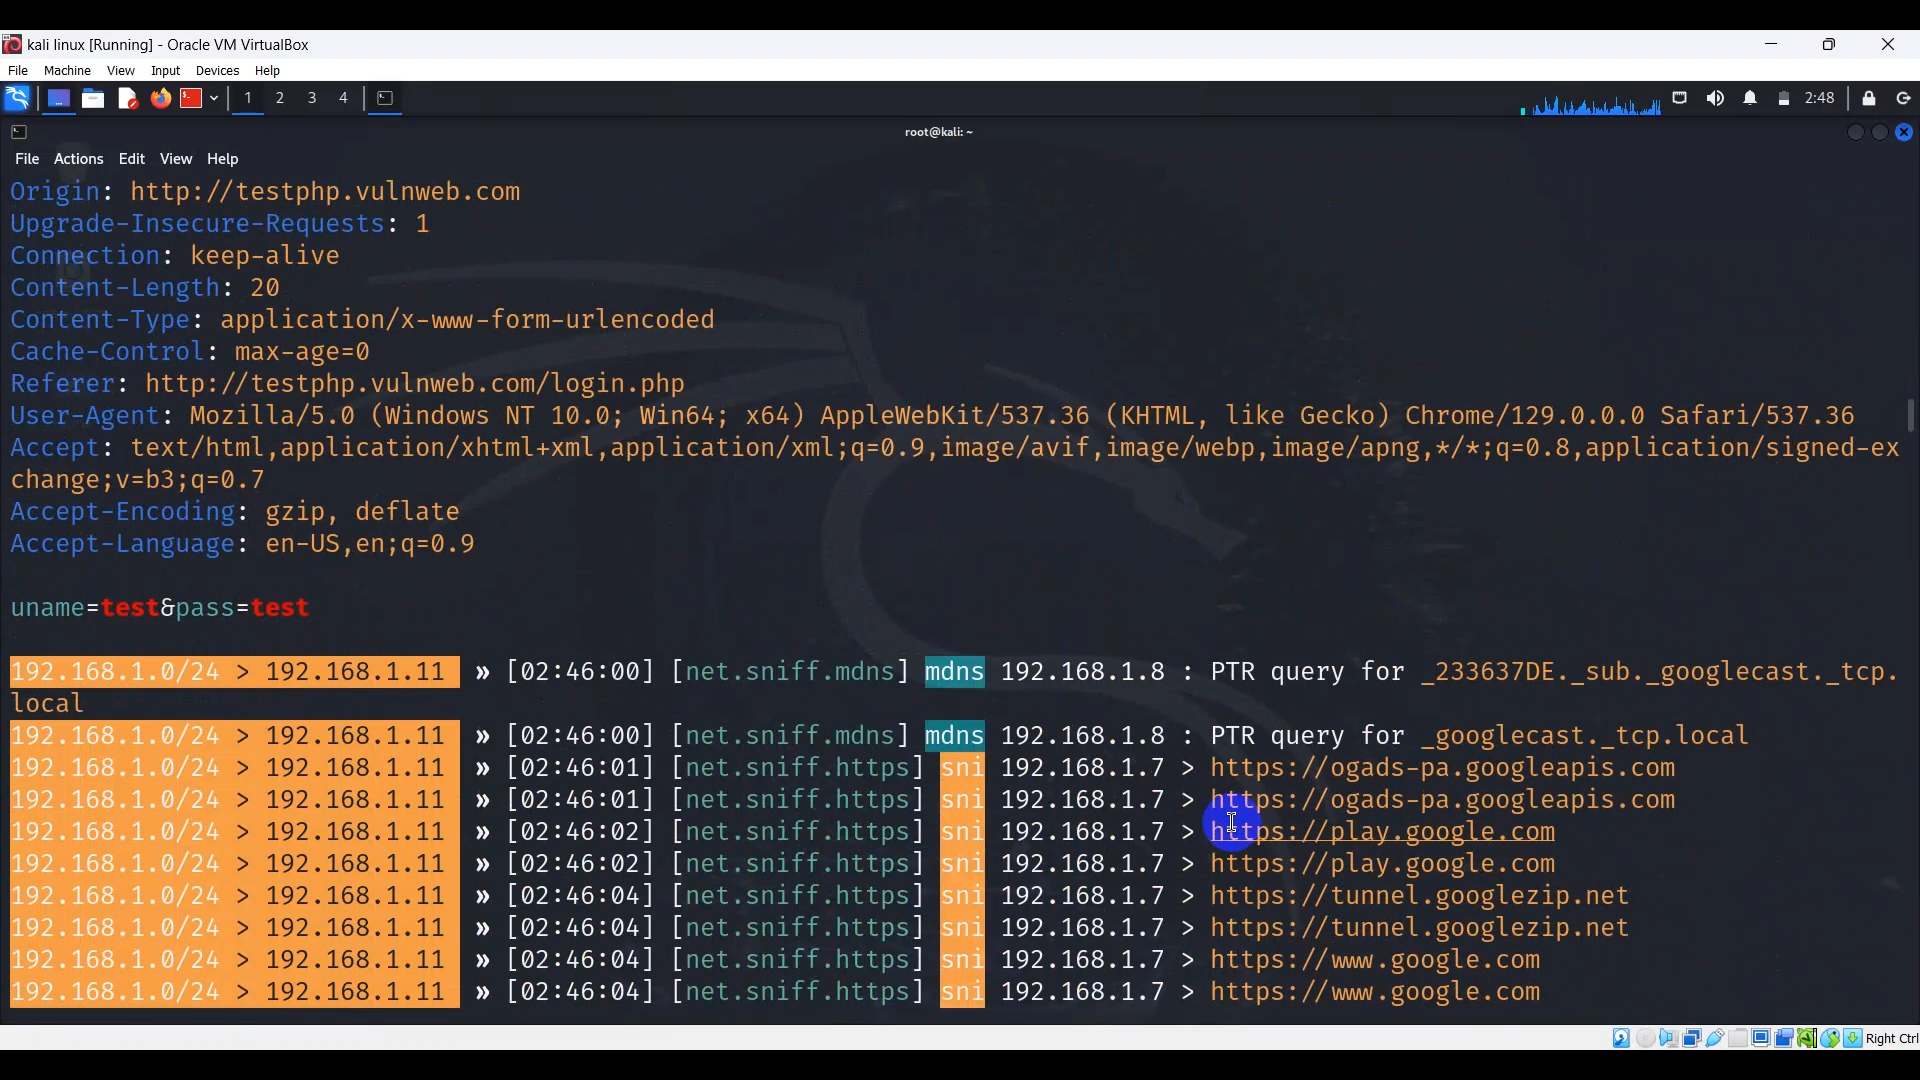 kali linux [Running] - Oracle VM VirtualBox
File Machine View Input Devices Help
1 2 3 4 2:48
root@kali: ~
File Actions Edit View Help
Origin: http://testphp.vulnweb.com
Upgrade-Insecure-Requests: 1
Connection: keep-alive
Content-Length: 20
Content-Type: application/x-www-form-urlencoded
Cache-Control: max-age=0
Referer: http://testphp.vulnweb.com/login.php
User-Agent: Mozilla/5.0 (Windows NT 10.0; Win64; x64) AppleWebKit/537.36 (KHTML, like Gecko) Chrome/129.0.0.0 Safari/537.36
Accept: text/html,application/xhtml+xml,application/xml;q=0.9,image/avif,image/webp,image/apng,*/*;q=0.8,application/signed-ex
change;v=b3;q=0.7
Accept-Encoding: gzip, deflate
Accept-Language: en-US,en;q=0.9
uname=test&pass=test
192.168.1.0/24 > 192.168.1.11 » [02:46:00] [net.sniff.mdns] mdns 192.168.1.8 : PTR query for _233637DE._sub._googlecast._tcp.
local
192.168.1.0/24 > 192.168.1.11 » [02:46:00] [net.sniff.mdns] mdns 192.168.1.8 : PTR query for _googlecast._tcp.local
192.168.1.0/24 > 192.168.1.11 » [02:46:01] [net.sniff.https] sni 192.168.1.7 > https://ogads-pa.googleapis.com
192.168.1.0/24 > 192.168.1.11 » [02:46:01] [net.sniff.https] sni 192.168.1.7 > https://ogads-pa.googleapis.com
192.168.1.0/24 > 192.168.1.11 » [02:46:02] [net.sniff.https] sni 192.168.1.7 > https://play.google.com
192.168.1.0/24 > 192.168.1.11 » [02:46:02] [net.sniff.https] sni 192.168.1.7 > https://play.google.com
192.168.1.0/24 > 192.168.1.11 » [02:46:04] [net.sniff.https] sni 192.168.1.7 > https://tunnel.googlezip.net
192.168.1.0/24 > 192.168.1.11 » [02:46:04] [net.sniff.https] sni 192.168.1.7 > https://tunnel.googlezip.net
192.168.1.0/24 > 192.168.1.11 » [02:46:04] [net.sniff.https] sni 192.168.1.7 > https://www.google.com
192.168.1.0/24 > 192.168.1.11 » [02:46:04] [net.sniff.https] sni 192.168.1.7 > https://www.google.com
Right Ctrl